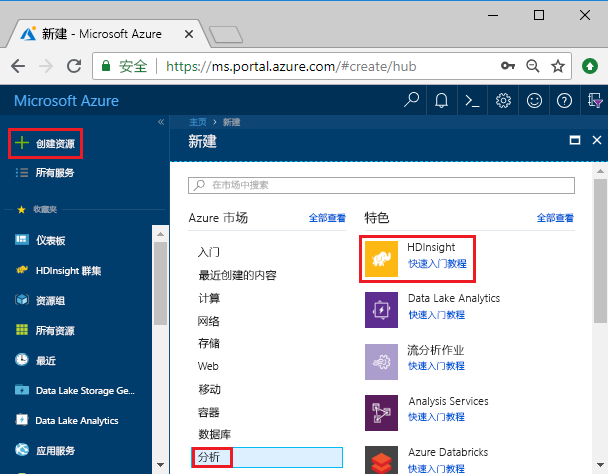 新建 - Microsoft Azure
安全 https://ms.portal.azure.com/#create/hub
Microsoft Azure
创建资源
所有服务
收藏夹
仪表板
HDInsight 群集
资源组
所有资源
最近
Data Lake Storage Ge...
Data Lake Analytics
应用服务
主页 > 新建
新建
在市场中搜索
Azure 市场 全部查看
入门
最近创建的内容
计算
网络
存储
Web
移动
容器
数据库
分析
特色 全部查看
HDInsight
快速入门教程
Data Lake Analytics
快速入门教程
流分析作业
快速入门教程
Analysis Services
快速入门教程
Azure Databricks
快速入门教程